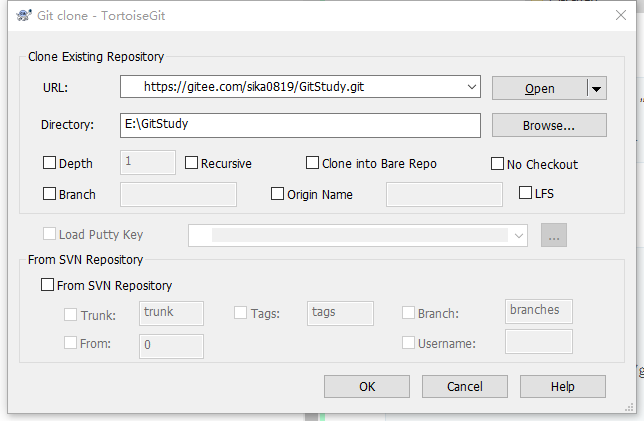 Git clone - TortoiseGit
Clone Existing Repository
URL: https://gitee.com/sika0819/GitStudy.git Open
Directory: E:\GitStudy Browse...
Depth 1 Recursive Clone into Bare Repo No Checkout
Branch Origin Name LFS
Load Putty Key ...
From SVN Repository
From SVN Repository
Trunk: trunk Tags: tags Branch: branches
From: 0 Username:
OK Cancel Help